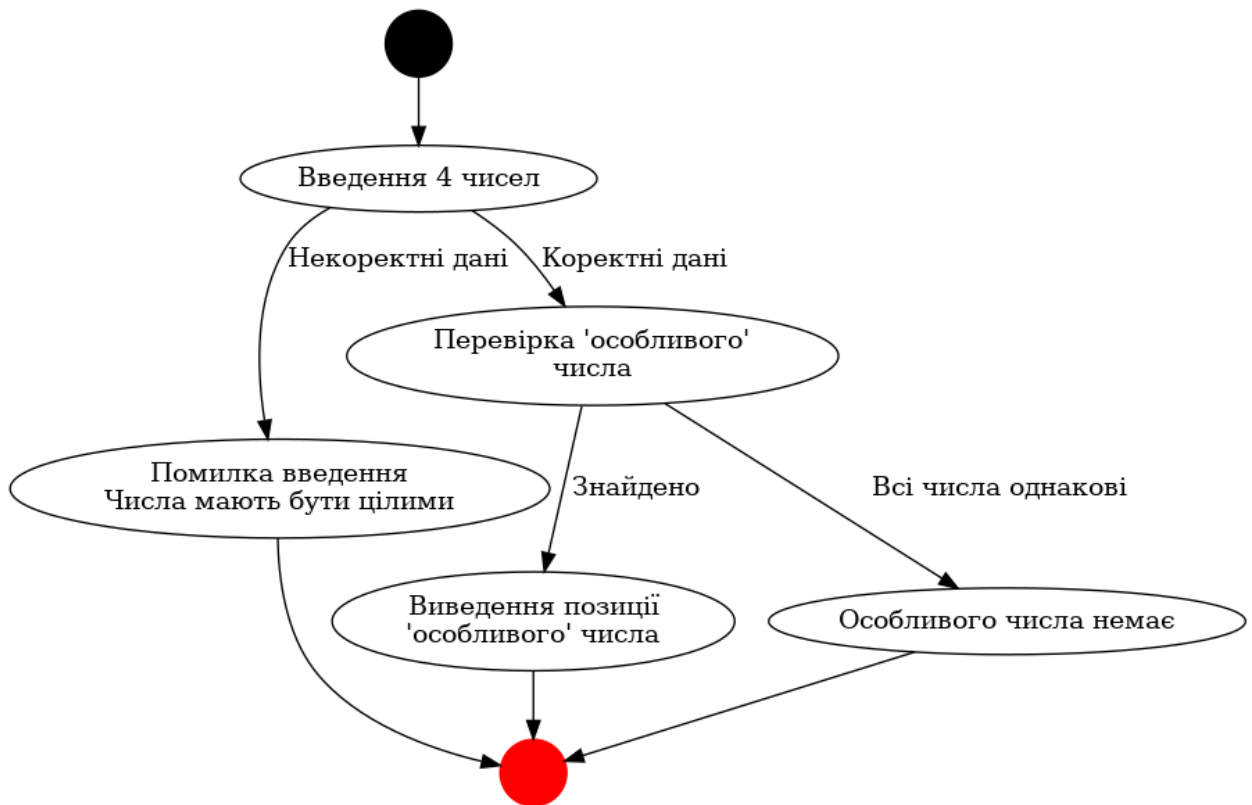 Введення 4 чисел
Некоректні дані
Коректні дані
Перевірка 'особливого'
числа
Помилка введення
Числа мають бути цілими
Знайдено
Всі числа однакові
Виведення позиції
'особливого' числа
Особливого числа немає